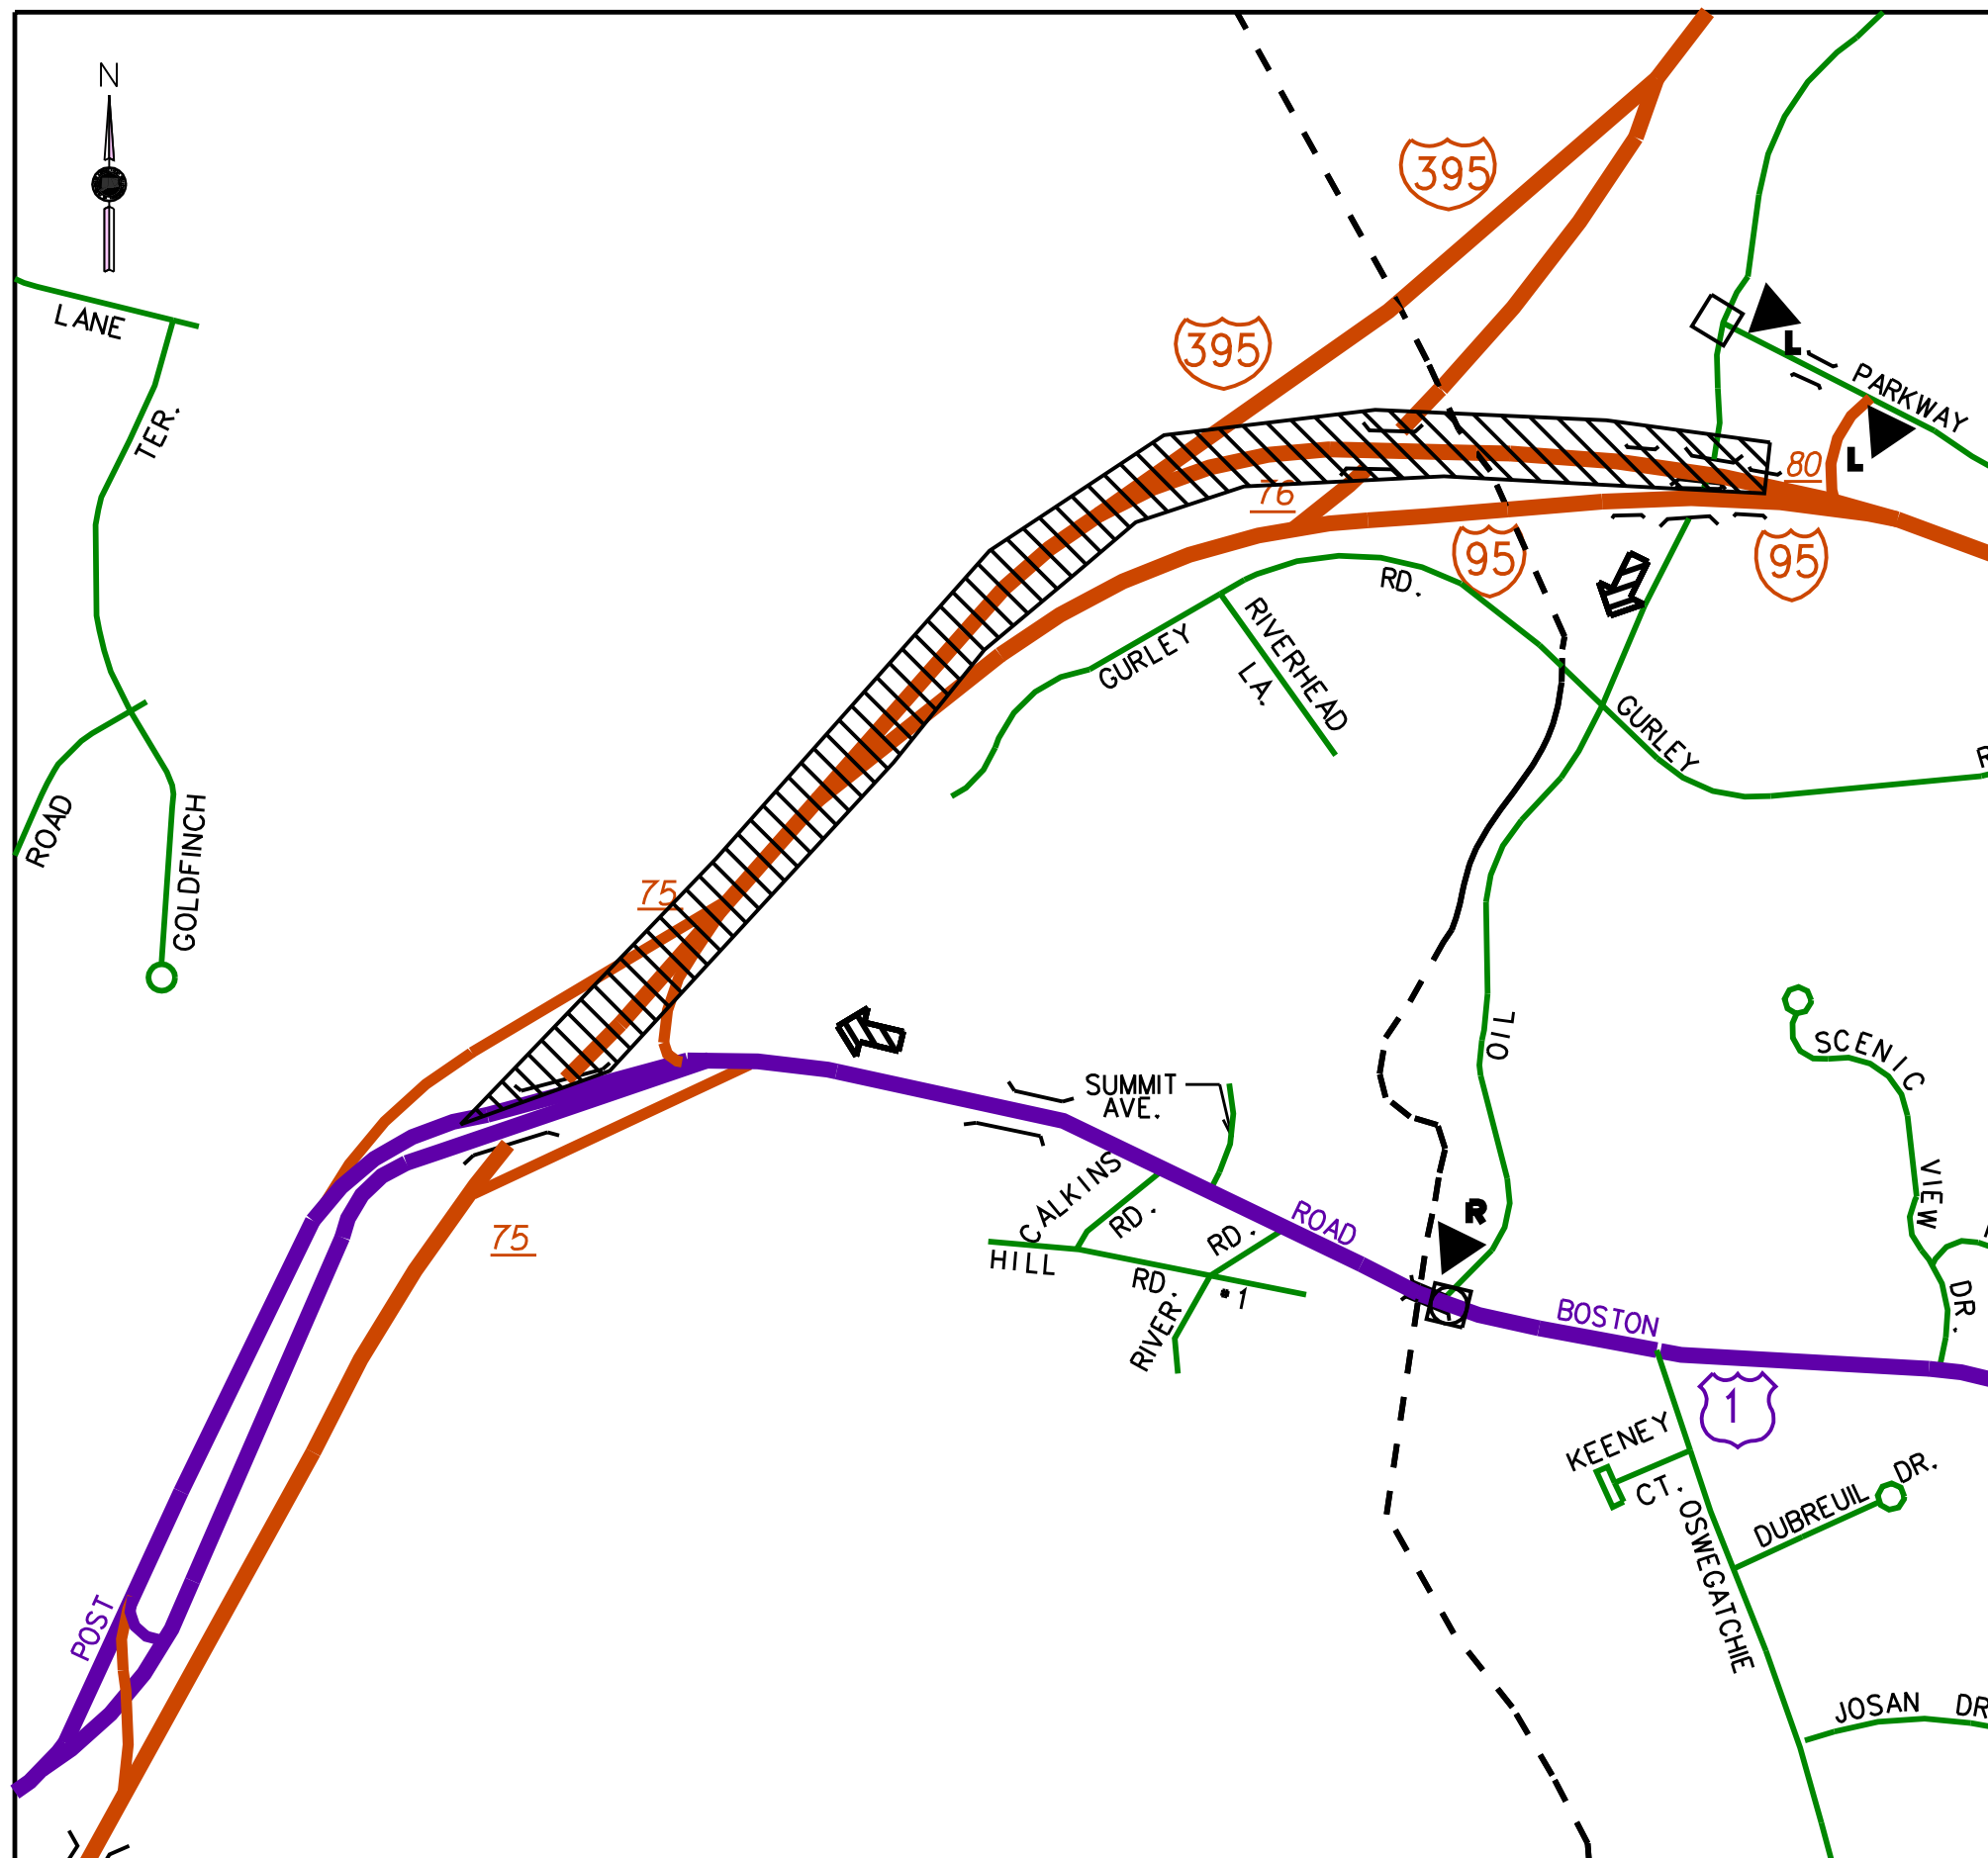 N
395
395
LANE
L
PARKWAY
TER.
80
L
76
95
95
RD.
RIVERHEAD
LA.
GURLEY
GURLEY
R
ROAD
GOLDFINCH
75
OIL
SCENIC
VIEW
DR.
SUMMIT
AVE.
CALKINS
RD.
HILL
RD.
RD.
#1
RIVER
ROAD
R
75
BOSTON
1
KEENEY
CT.
DUBREUIL DR.
OSWEGATCHIE
POST
JOSAN DR